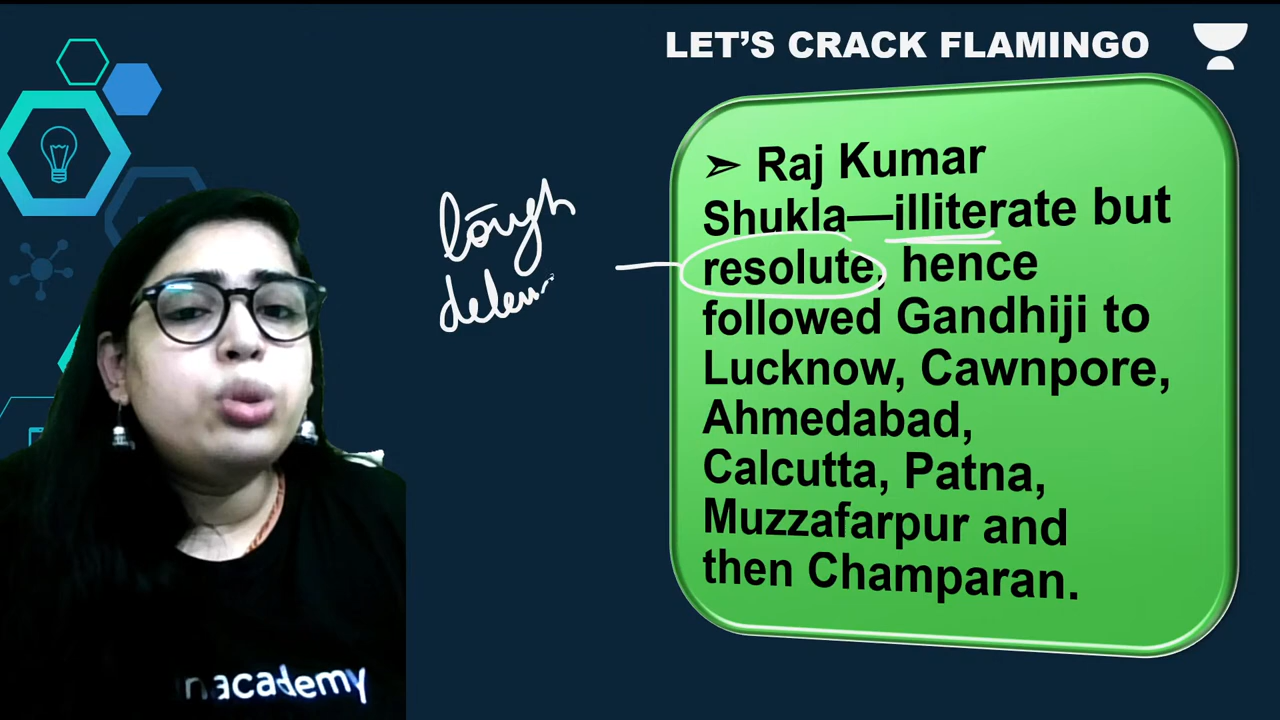 LET'S CRACK FLAMINGO
➢ Raj Kumar
Shukla—illiterate but
resolute, hence
followed Gandhiji to
Lucknow, Cawnpore,
Ahmedabad,
Calcutta, Patna,
Muzzafarpur and
then Champaran.
tough
nacademy